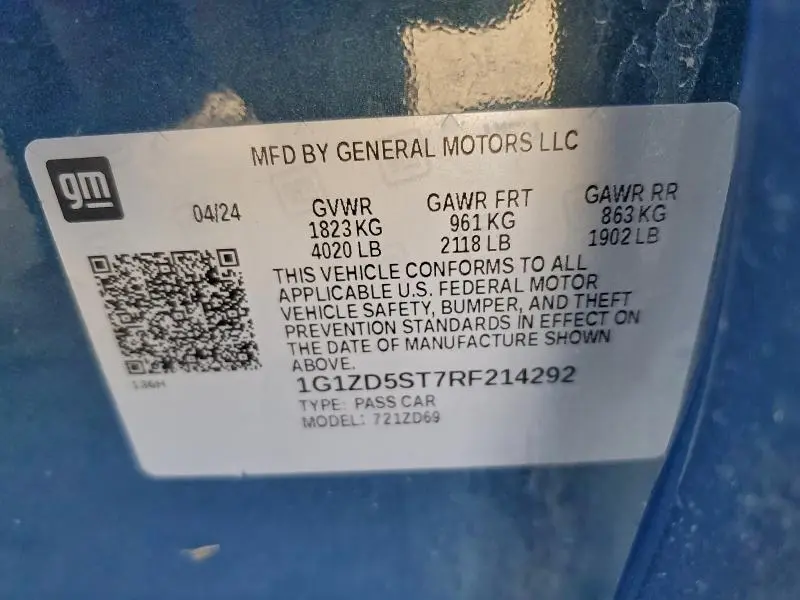 MFD BY GENERAL MOTORS LLC
gm
04/24
GVWR
1823 KG
4020 LB
GAWR FRT
961 KG
2118 LB
GAWR RR
863 KG
1902 LB
THIS VEHICLE CONFORMS TO ALL
APPLICABLE U.S. FEDERAL MOTOR
VEHICLE SAFETY, BUMPER, AND THEFT
PREVENTION STANDARDS IN EFFECT ON
THE DATE OF MANUFACTURE SHOWN
ABOVE.
1G1ZD5ST7RF214292
TYPE: PASS CAR
MODEL: 721ZD69